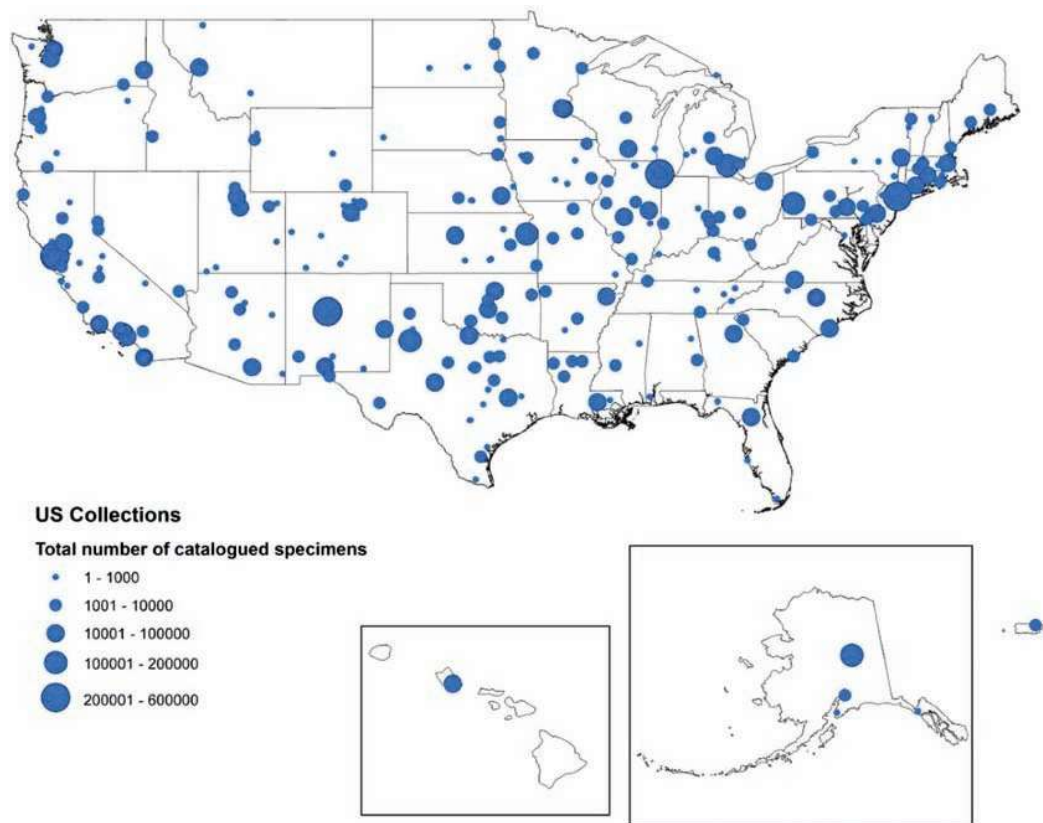 US Collections
Total number of catalogued specimens
1 - 1000
1001 - 10000
10001 - 100000
100001 - 200000
200001 - 600000